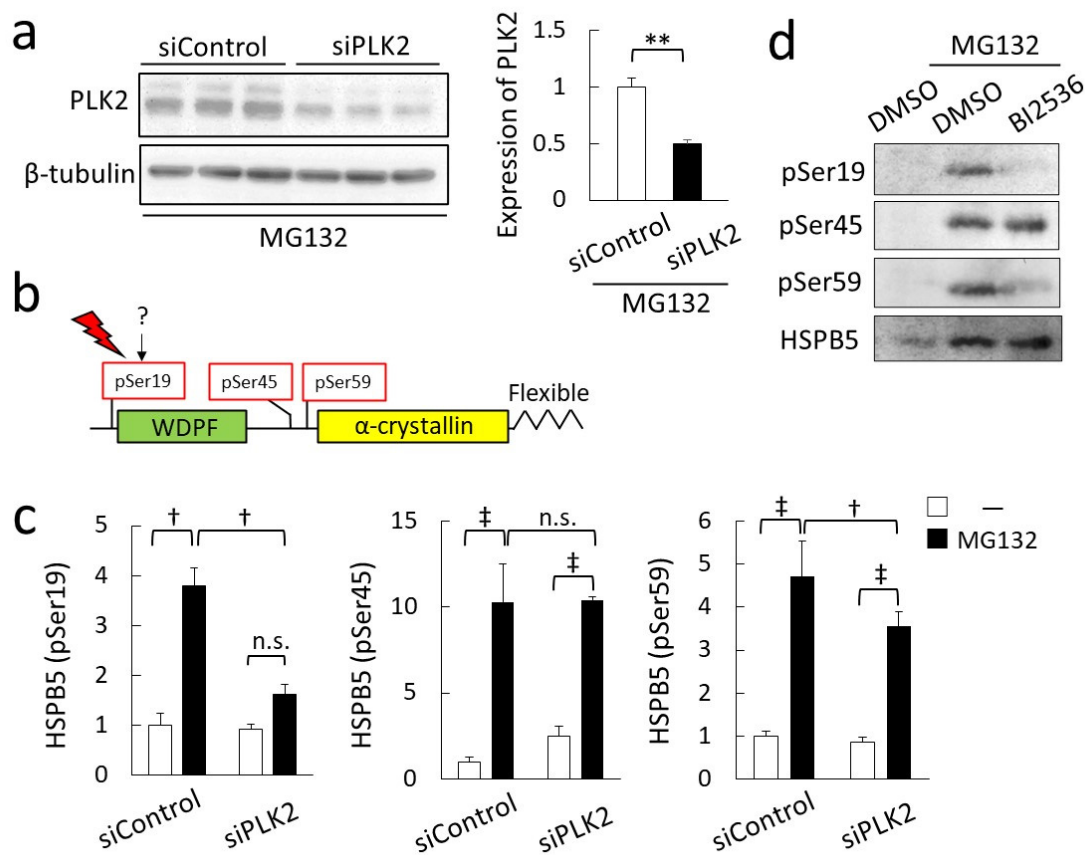 a
siControl siPLK2
PLK2
β-tubulin
MG132
Expression of PLK2
1.5
1
0.5
0
**
siControl
siPLK2
MG132
b
?
pSer19
pSer45
pSer59
WDPF
α-crystallin
Flexible
d
MG132
DMSO
DMSO
BI2536
pSer19
pSer45
pSer59
HSPB5
c
HSPB5 (pSer19)
5
4
3
2
1
0
†
†
n.s.
siControl
siPLK2
HSPB5 (pSer45)
15
10
5
0
‡
n.s.
‡
siControl
siPLK2
HSPB5 (pSer59)
6
5
4
3
2
1
0
‡
†
‡
siControl
siPLK2
–
MG132